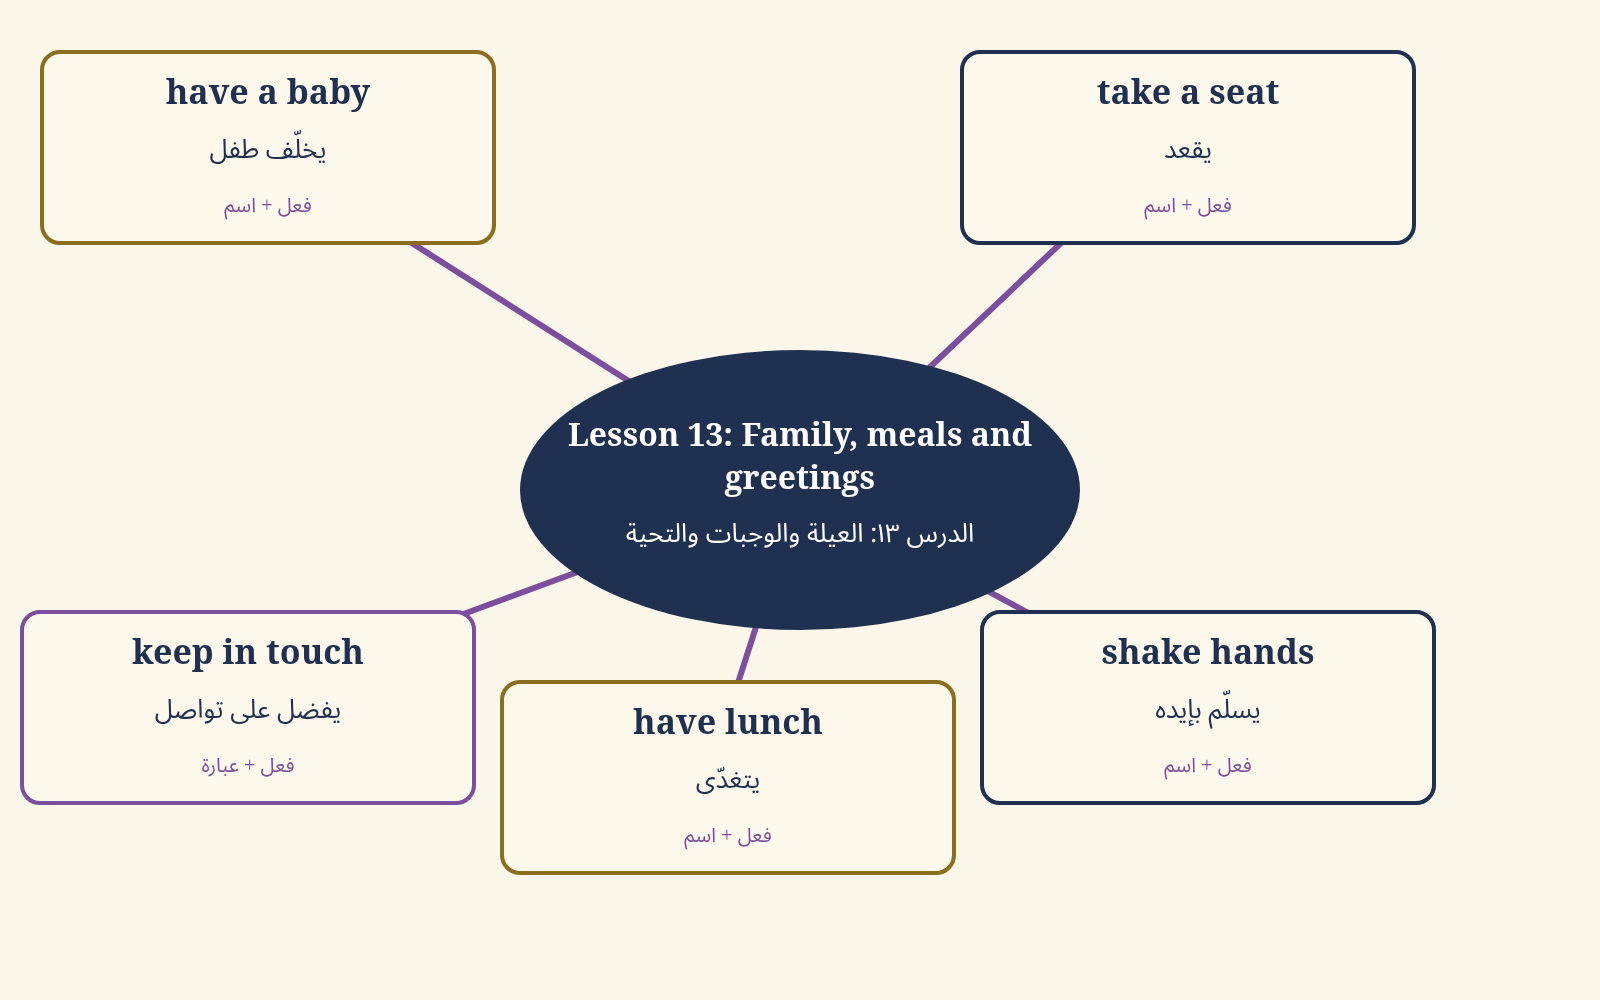 have a baby
يخلّف طفل
فعل + اسم
take a seat
يقعد
فعل + اسم
Lesson 13: Family, meals and
greetings
الدرس ١٣: العيلة والوجبات والتحية
keep in touch
يفضل على تواصل
فعل + عبارة
have lunch
يتغدّى
فعل + اسم
shake hands
يسلّم بإيده
فعل + اسم